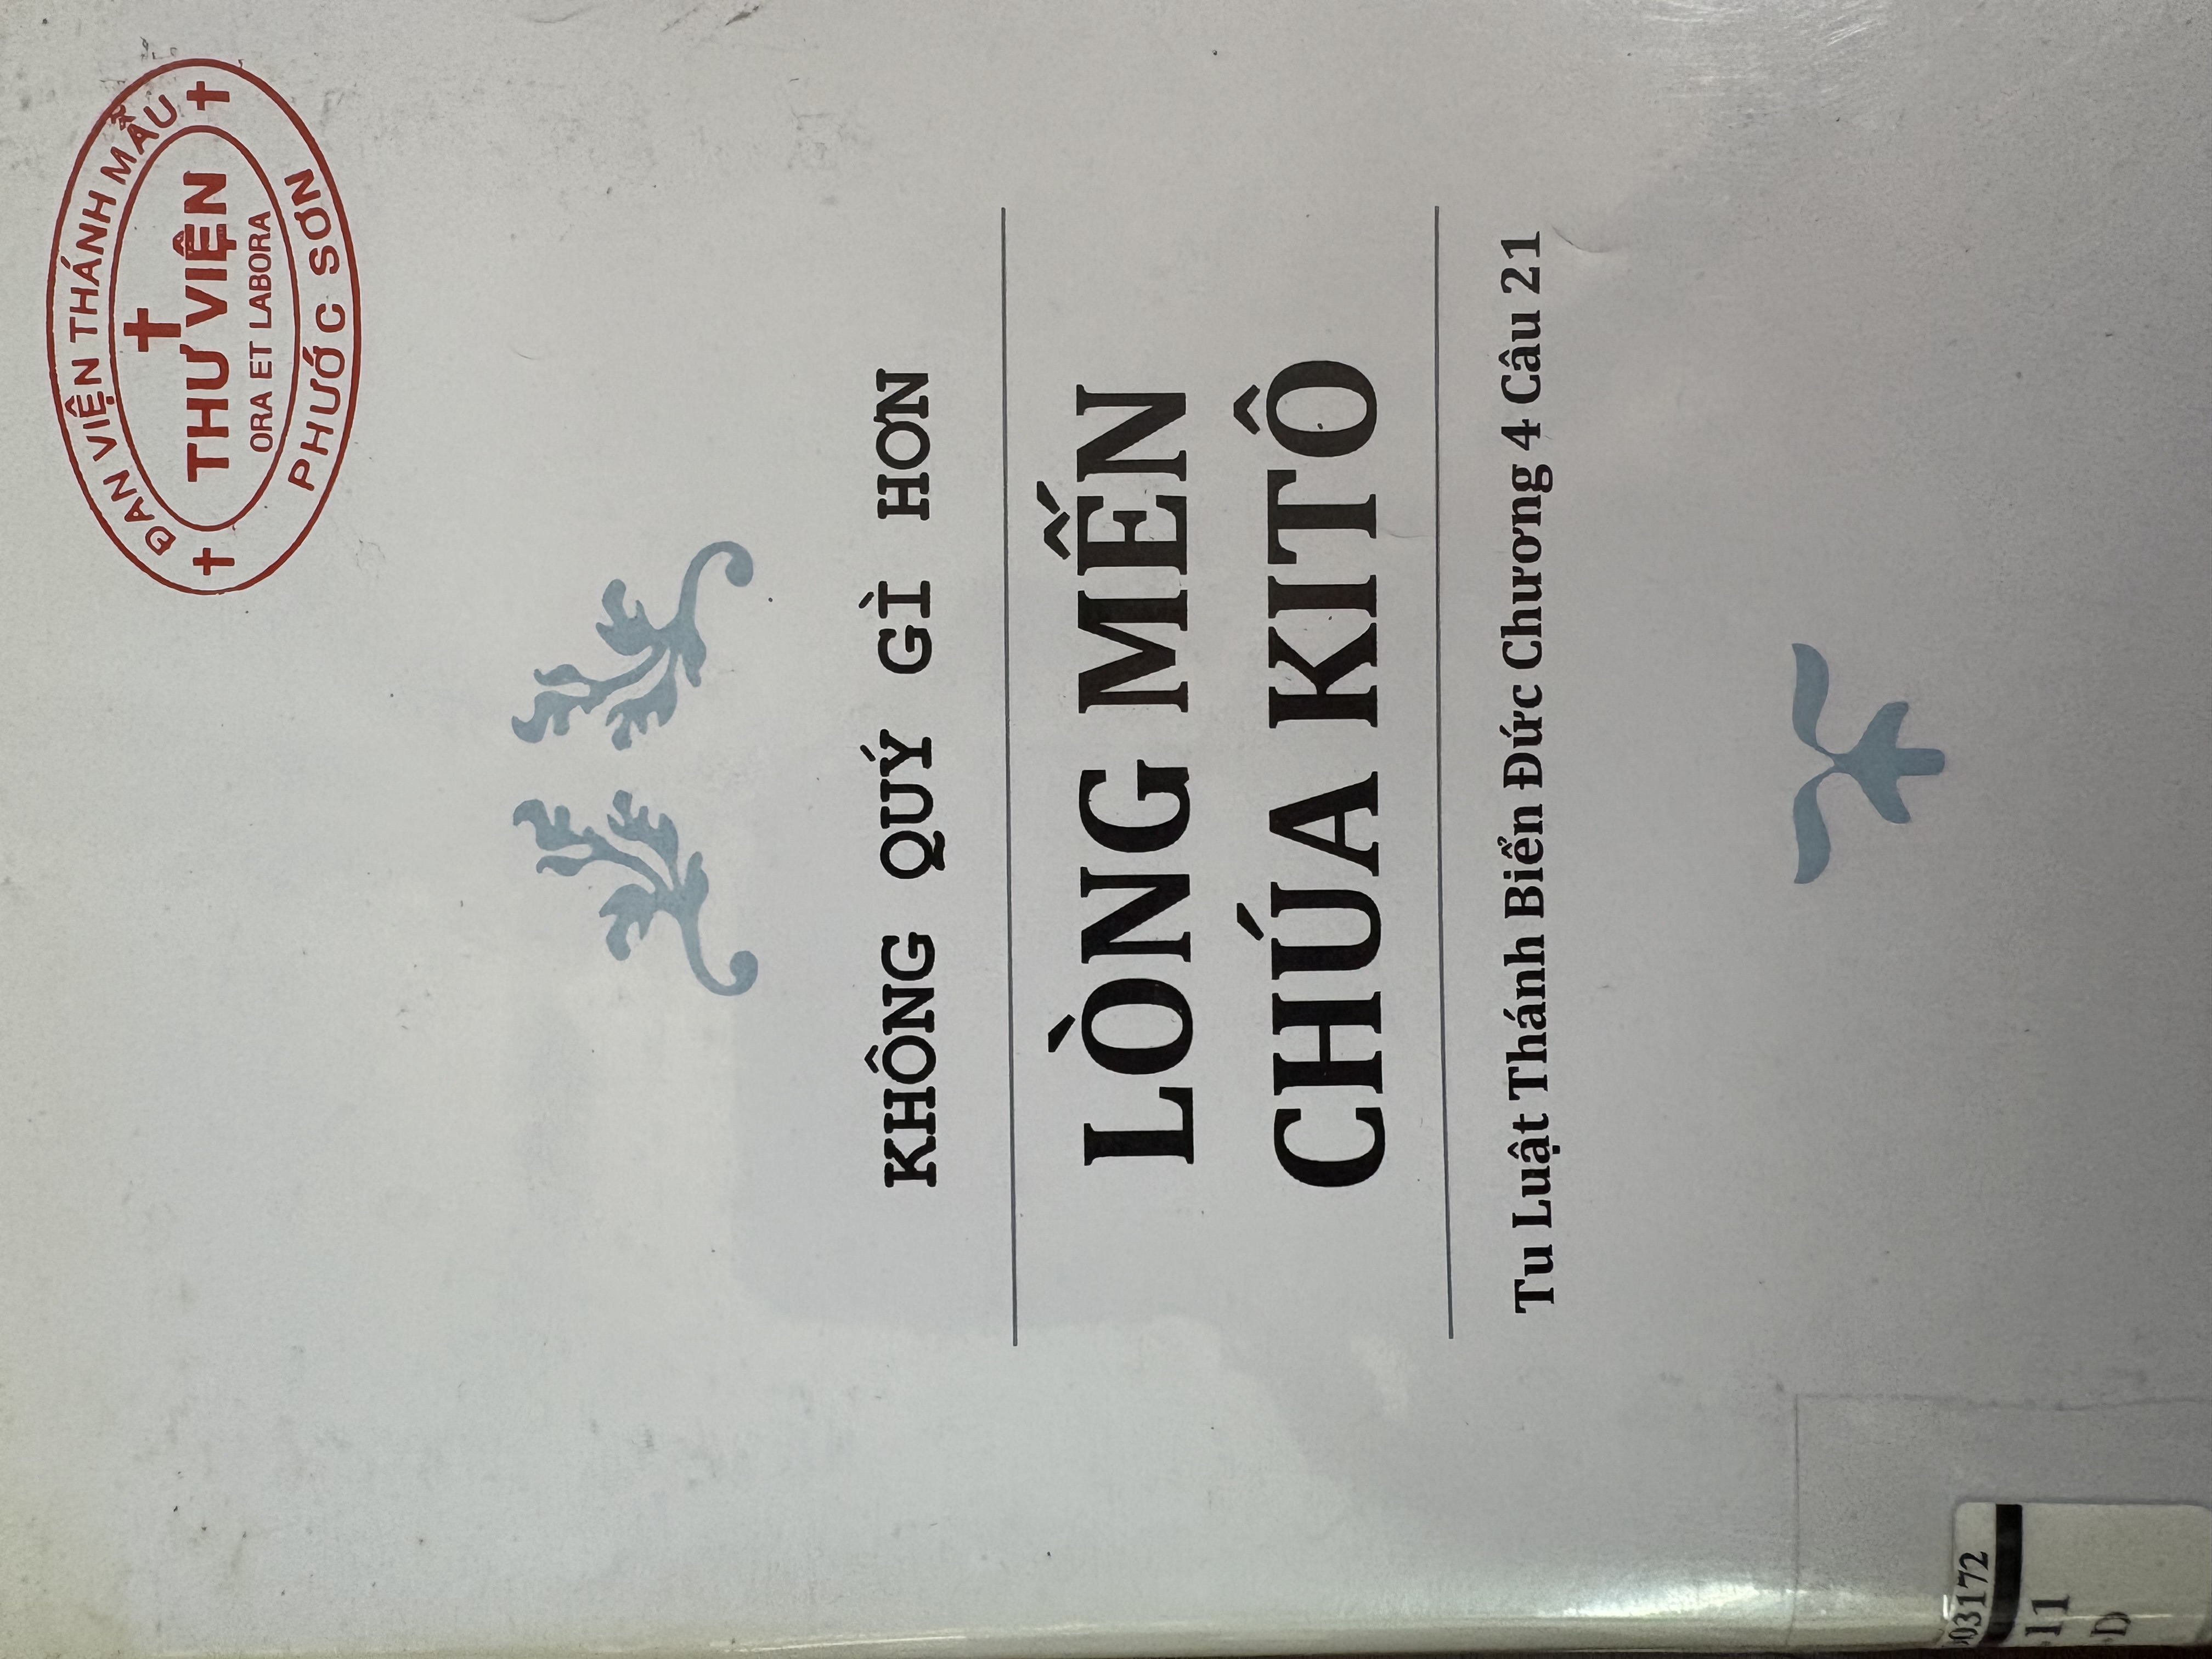 ĐAN VIỆN THÁNH MẪU
THƯ VIỆN
ORA ET LABORA
PHƯỚC SƠN
KHÔNG QUÝ GÌ HƠN
LÒNG MẾN
CHÚA KITÔ
Tu Luật Thánh Biển Đức Chương 4 Câu 21
03172
11
D